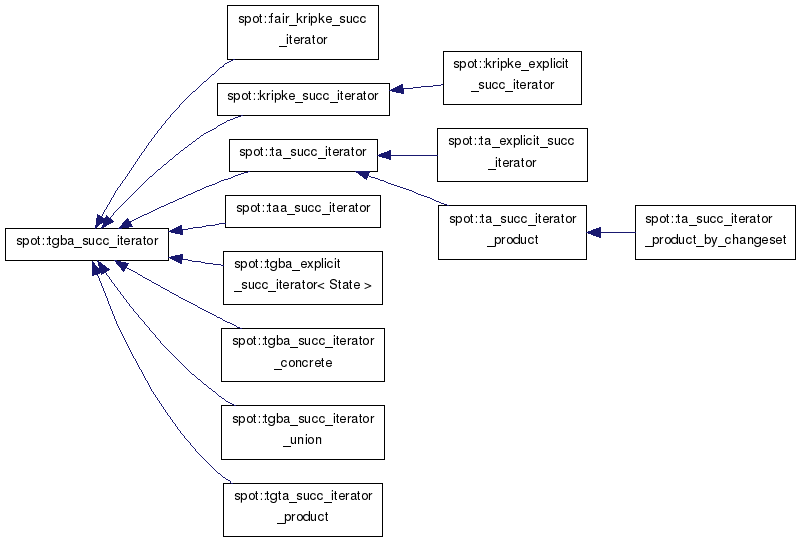 spot::fair_kripke_succ
_iterator
spot::kripke_succ_iterator
spot::kripke_explicit
_succ_iterator
spot::ta_succ_iterator
spot::ta_explicit_succ
_iterator
spot::taa_succ_iterator
spot::ta_succ_iterator
_product
spot::ta_succ_iterator
_product_by_changeset
spot::tgba_succ_iterator
spot::tgba_explicit
_succ_iterator< State >
spot::tgba_succ_iterator
_concrete
spot::tgba_succ_iterator
_union
spot::tgta_succ_iterator
_product